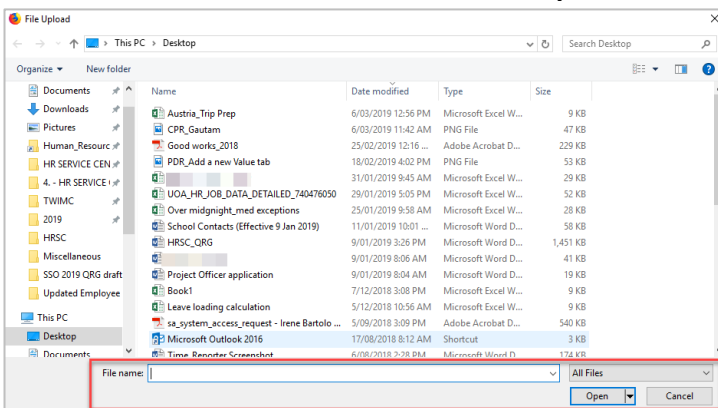 File Upload
This PC > Desktop
Search Desktop
Organize New folder
Name Date modified Type Size
Documents
Downloads
Pictures
Human_Resourc
HR SERVICE CEN
4. - HR SERVICE
TWIMC
2019
HRSC
Miscellaneous
SSO 2019 QRG draft
Updated Employee
This PC
Desktop
Documents
Austria_Trip Prep 6/03/2019 12:56 PM Microsoft Excel W... 9 KB
CPR_Gautam 6/03/2019 11:42 AM PNG File 47 KB
Good works_2018 25/02/2019 12:16 ... Adobe Acrobat D... 229 KB
PDR_Add a new Value tab 18/02/2019 4:02 PM PNG File 53 KB
31/01/2019 9:45 AM Microsoft Excel W... 29 KB
UOA_HR_JOB_DATA_DETAILED_740476050 29/01/2019 5:05 PM Microsoft Excel W... 52 KB
Over midgnight_med exceptions 25/01/2019 9:58 AM Microsoft Excel W... 28 KB
School Contacts (Effective 9 Jan 2019) 11/01/2019 10:01 ... Microsoft Word D... 58 KB
HRSC_QRG 9/01/2019 3:26 PM Microsoft Word D... 1,451 KB
9/01/2019 8:06 AM Microsoft Word D... 41 KB
Project Officer application 9/01/2019 8:04 AM Microsoft Word D... 19 KB
Book1 7/12/2018 3:08 PM Microsoft Excel W... 9 KB
Leave loading calculation 5/12/2018 10:56 AM Microsoft Excel W... 9 KB
sa_system_access_request - Irene Bartolo ... 5/09/2018 3:09 PM Adobe Acrobat D... 540 KB
Microsoft Outlook 2016 17/08/2018 8:12 AM Shortcut 3 KB
Time Reporter Screenshot 6/08/2018 2:28 PM Microsoft Word D... 174 KB
File name: All Files
Open Cancel